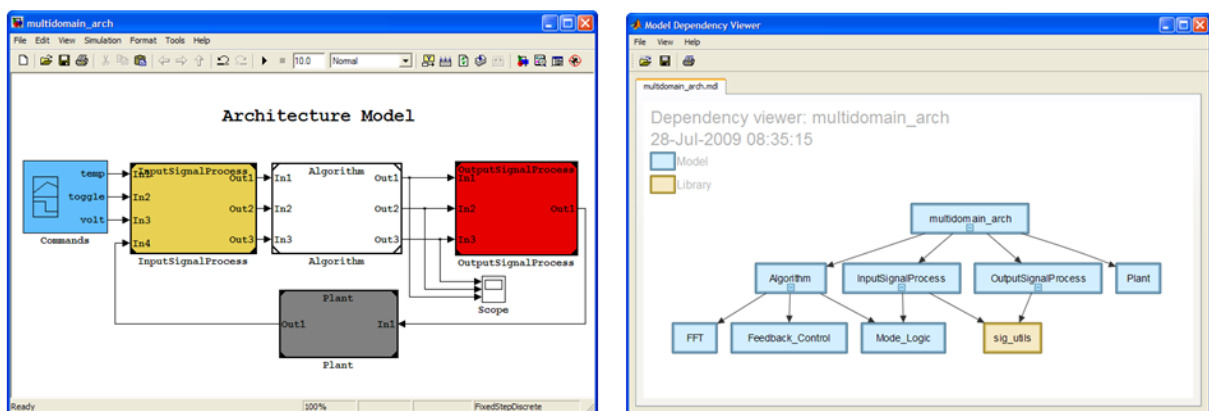 multidomain_arch
File Edit View Simulation Format Tools Help
10.0 Normal
Architecture Model
temp
toggle
volt
Commands
InputSignalProcess
In1
In2
In3
In4
Out1
Out2
Out3
InputSignalProcess
Algorithm
In1
In2
In3
Out1
Out2
Out3
Algorithm
OutputSignalProcess
In1
In2
In3
Out1
OutputSignalProcess
Scope
Plant
Out1
In1
Plant
Ready 100% FixedStepDiscrete
Model Dependency Viewer
File View Help
multidomain_arch.mdl
Dependency viewer: multidomain_arch
28-Jul-2009 08:35:15
Model
Library
multidomain_arch
Algorithm InputSignalProcess OutputSignalProcess Plant
FFT Feedback_Control Mode_Logic sig_utils